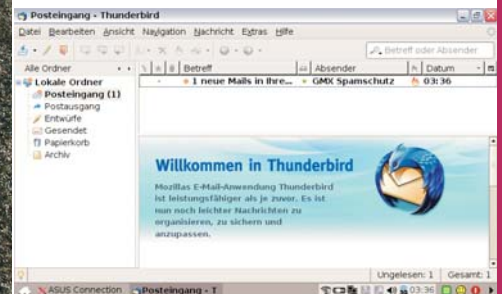 Posteingang - Thunderbird
Datei Bearbeiten Ansicht Navigation Nachricht Extras Hilfe
Betreff oder Absender
Alle Ordner
Betreff Absender Datum
1 neue Mails in Ihre... GMX Spamschutz 03:36
Lokale Ordner
Posteingang (1)
Postausgang
Entwürfe
Gesendet
Papierkorb
Archiv
Willkommen in Thunderbird
Mozillas E-Mail-Anwendung Thunderbird
ist leistungsfähiger als je zuvor. Es ist
nun noch leichter Nachrichten zu
organisieren, zu sichern und
anzupassen.
Ungelesen: 1 Gesamt: 1
ASUS Connection Posteingang - T 03:36